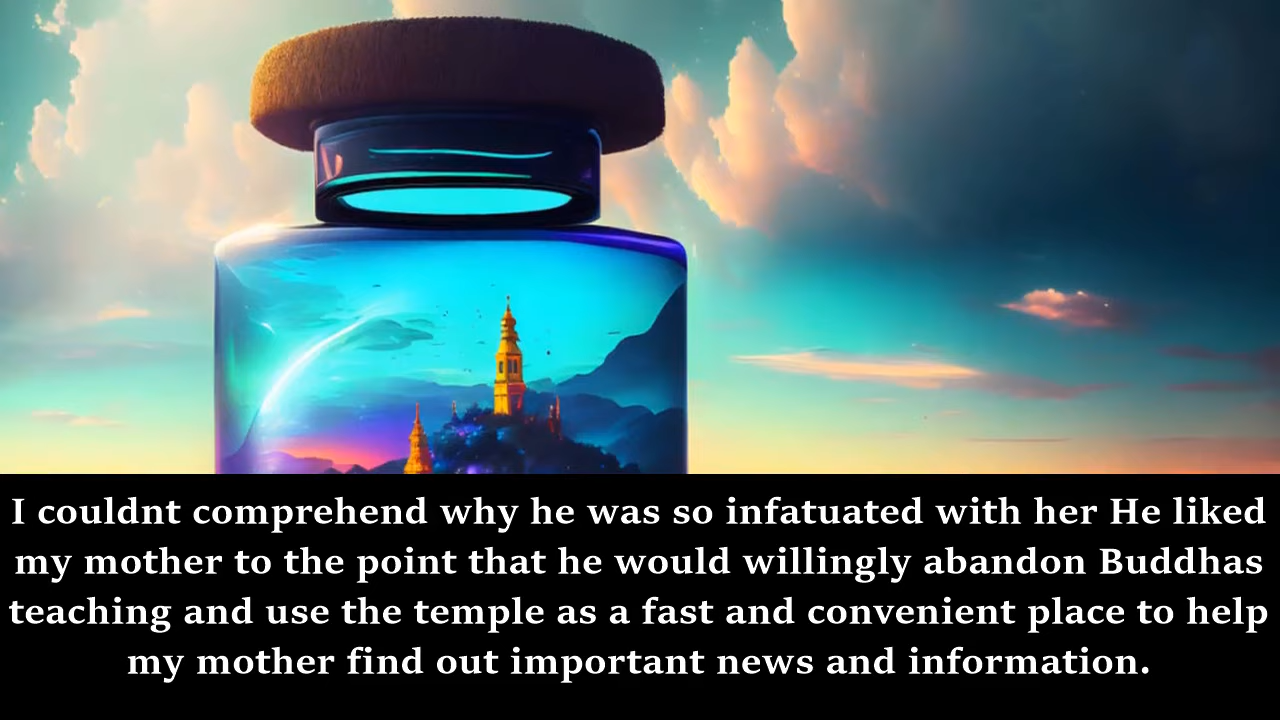 I couldnt comprehend why he was so infatuated with her He liked
my mother to the point that he would willingly abandon Buddhas
teaching and use the temple as a fast and convenient place to help
my mother find out important news and information.